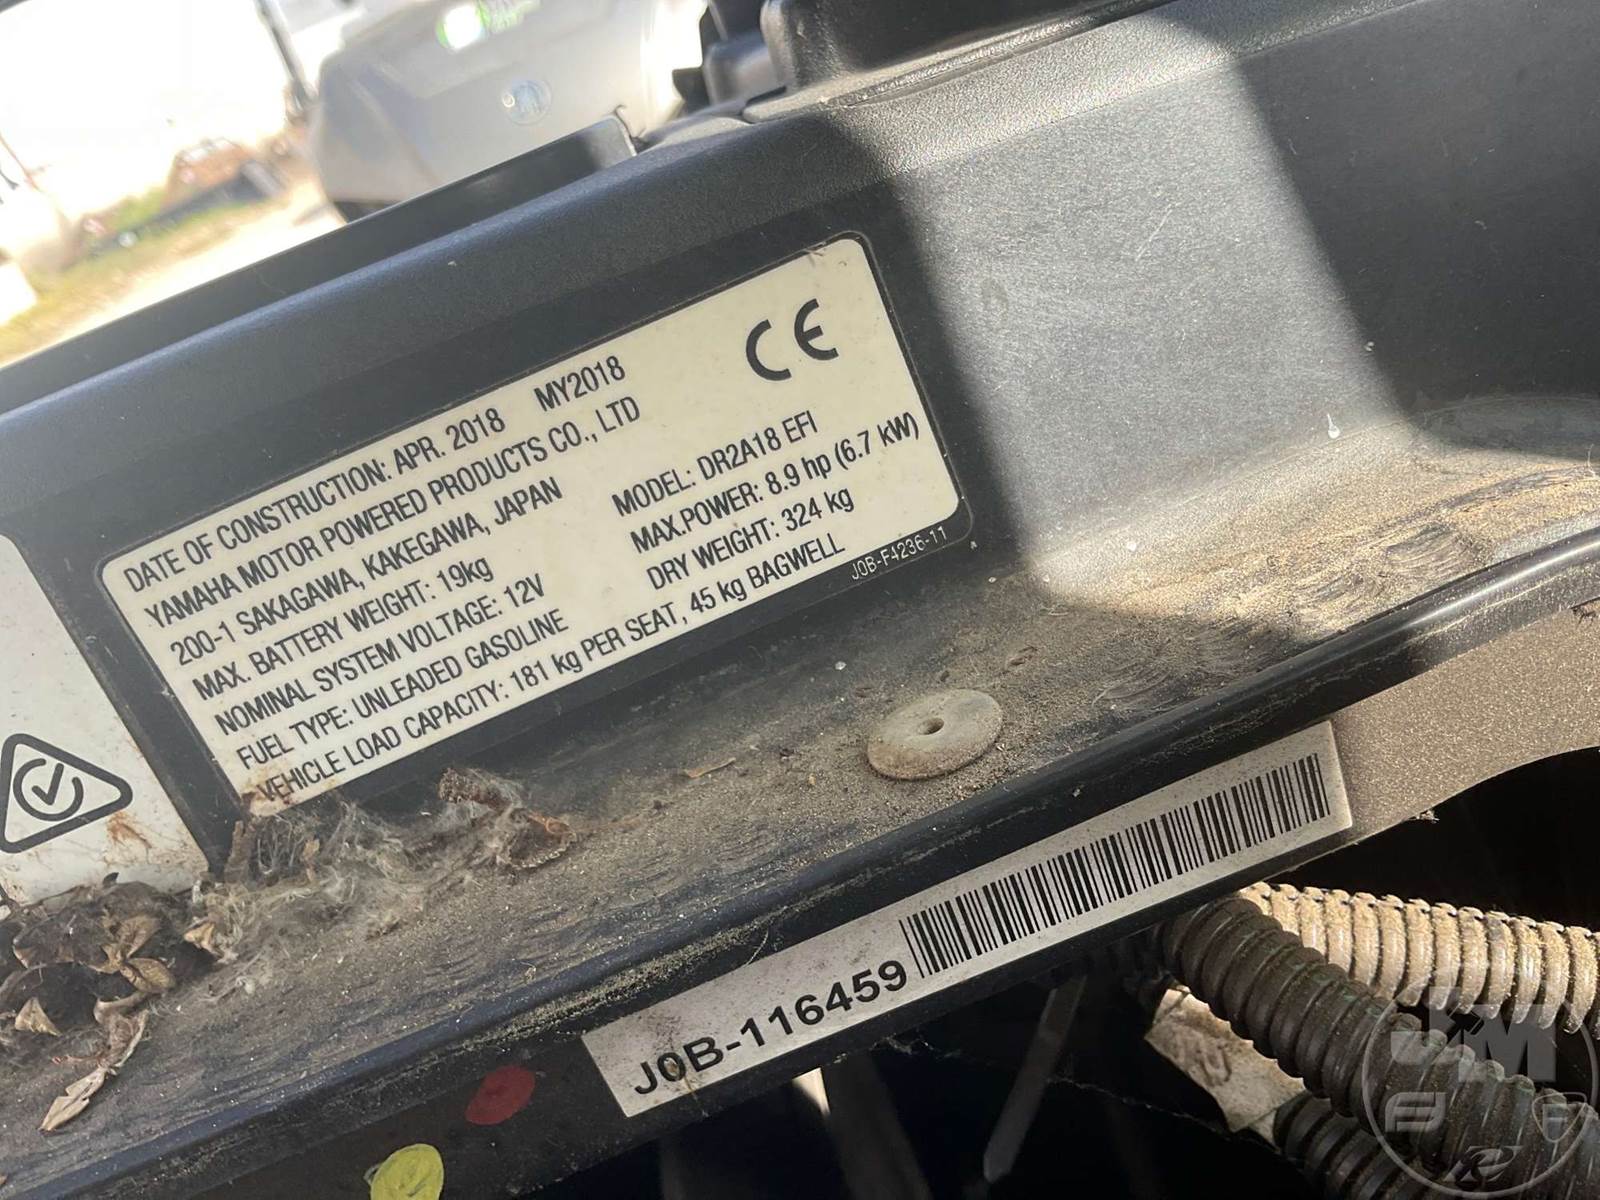 DATE OF CONSTRUCTION: APR. 2018 MY2018
YAMAHA MOTOR POWERED PRODUCTS CO., LTD
200-1 SAKAGAWA, KAKEGAWA, JAPAN
MAX. BATTERY WEIGHT: 19kg
NOMINAL SYSTEM VOLTAGE: 12V
FUEL TYPE: UNLEADED GASOLINE
VEHICLE LOAD CAPACITY: 181 kg PER SEAT, 45 kg BAGWELL
CE
MODEL: DR2A18 EFI
MAX.POWER: 8.9 hp (6.7 kW)
DRY WEIGHT: 324 kg
J0B-F4236-11
J0B-116459
JM